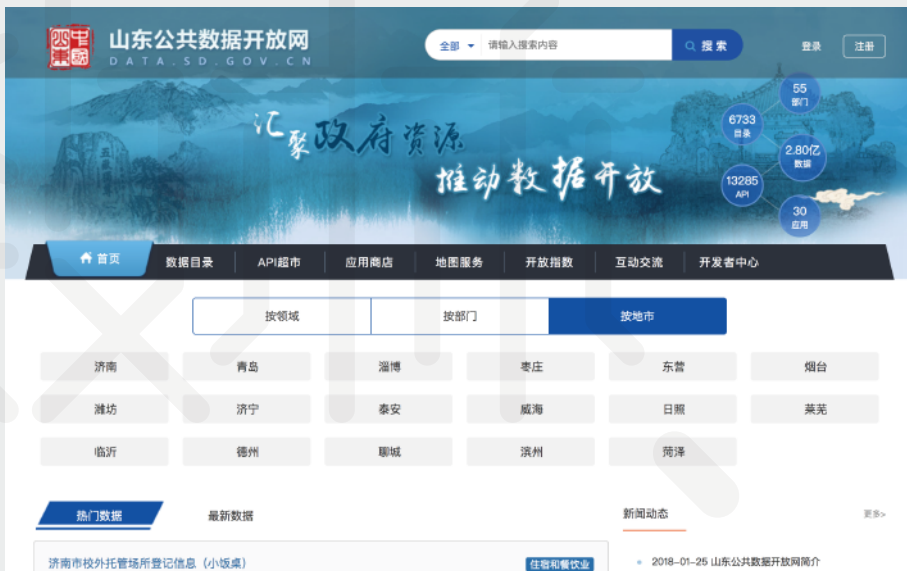 山东公共数据开放网
DATA.SD.GOV.CN
全部 请输入搜索内容 搜索 登录 注册
汇聚政府资源
推动数据开放
55
部门
6733
目录
2.80亿
数据
13285
API
30
应用
首页 数据目录 API超市 应用商店 地图服务 开放指数 互动交流 开发者中心
按领域 按部门 按地市
济南 青岛 淄博 枣庄 东营 烟台
潍坊 济宁 泰安 威海 日照 莱芜
临沂 德州 聊城 滨州 菏泽
热门数据 最新数据 新闻动态 更多>
济南市校外托管场所登记信息(小饭桌) 住宿和餐饮业 2018-01-25 山东公共数据开放网简介